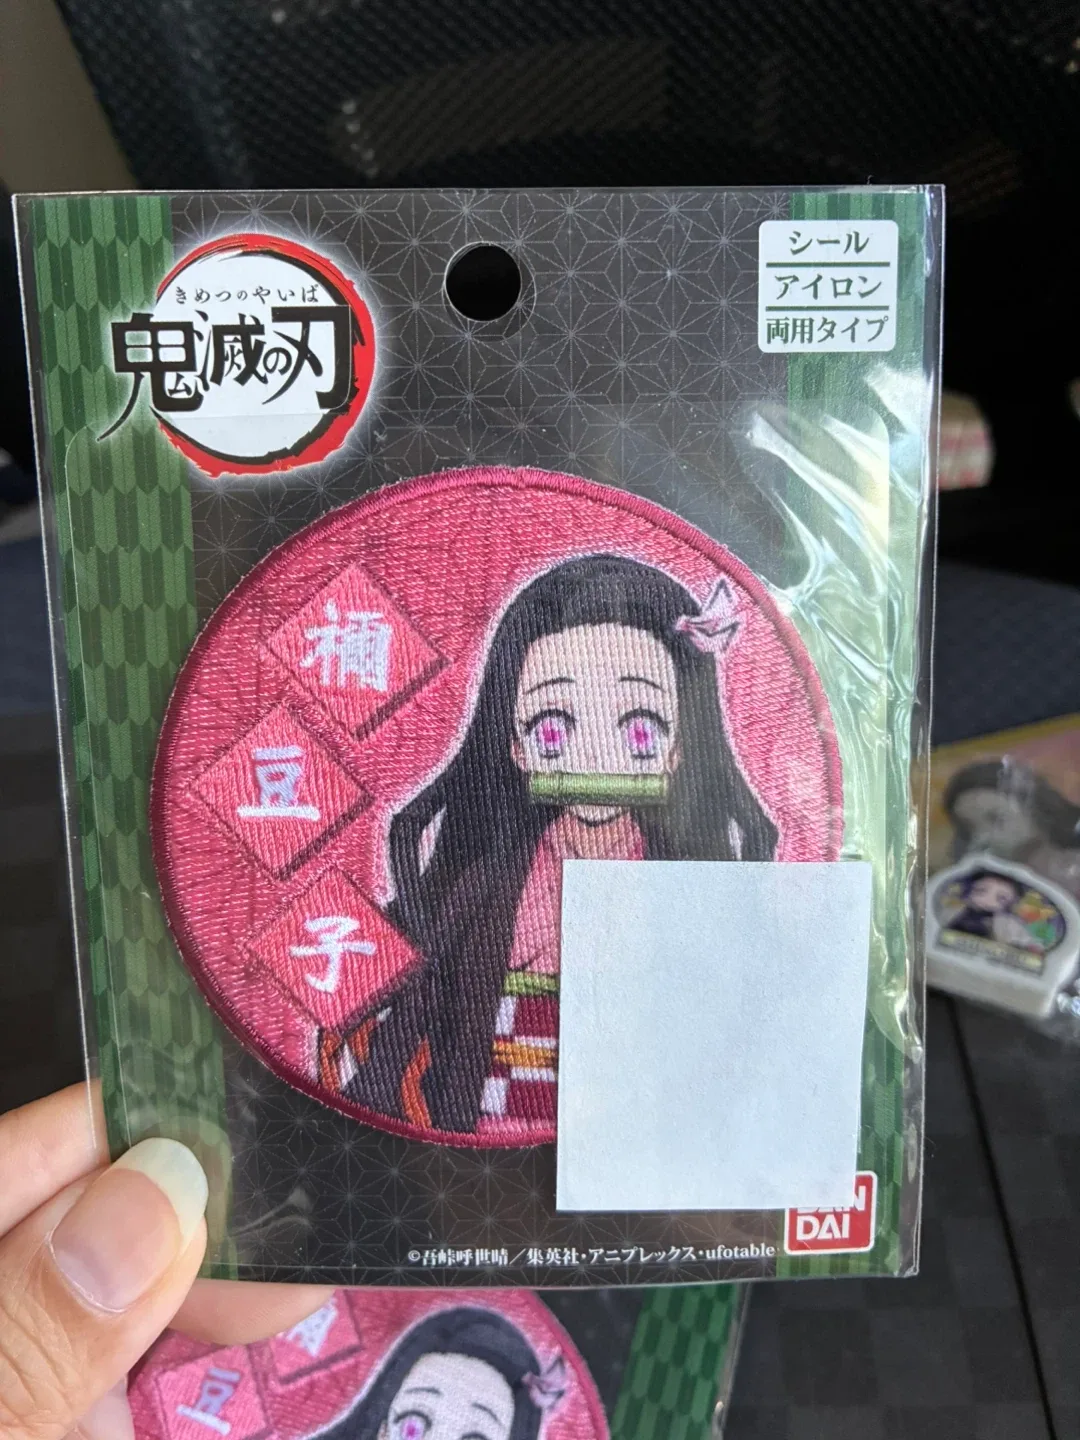 きめつのやいば
鬼滅の刃
シール
アイロン
両用タイプ
禰
豆
子
DAI
©吾峠呼世晴/集英社・アニプレックス・ufotable
豆